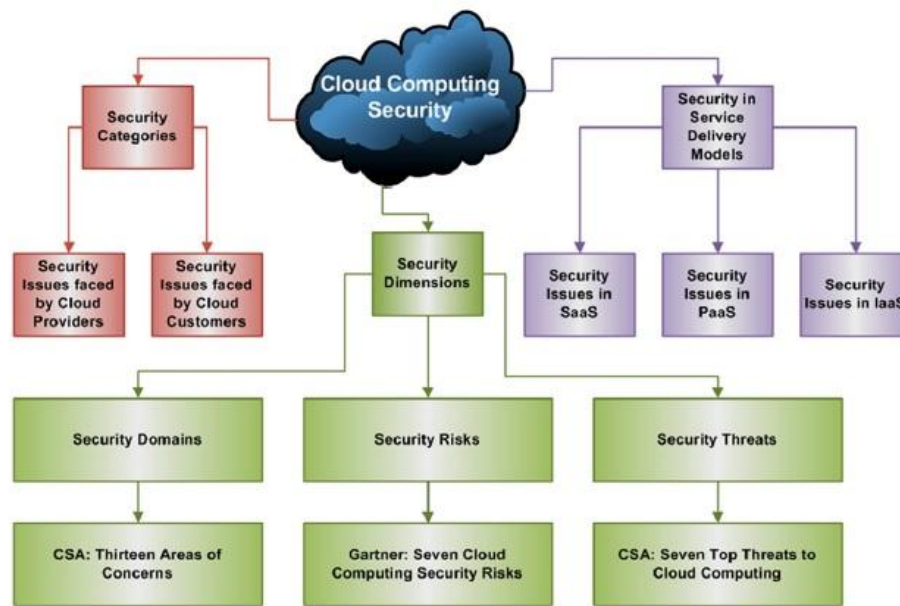 Cloud Computing
Security
Security
Categories
Security in
Service
Delivery
Models
Security
Issues faced
by Cloud
Providers
Security
Issues faced
by Cloud
Customers
Security
Dimensions
Security
Issues in
SaaS
Security
Issues in
PaaS
Security
Issues in IaaS
Security Domains
Security Risks
Security Threats
CSA: Thirteen Areas of
Concerns
Gartner: Seven Cloud
Computing Security Risks
CSA: Seven Top Threats to
Cloud Computing